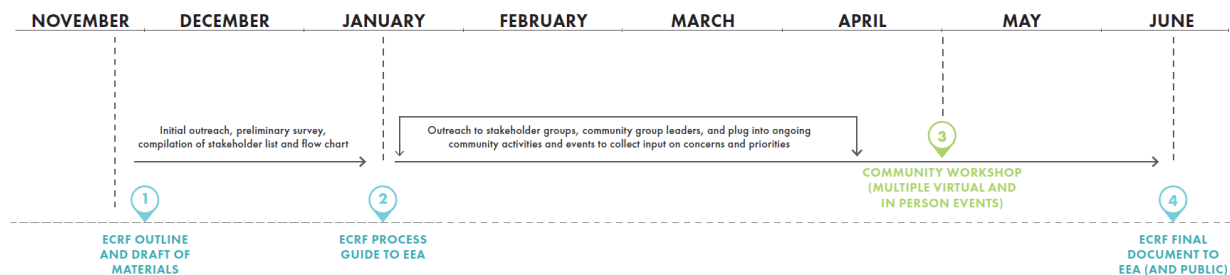 NOVEMBER DECEMBER JANUARY FEBRUARY MARCH APRIL MAY JUNE
Initial outreach, preliminary survey,
compilation of stakeholder list and flow chart
Outreach to stakeholder groups, community group leaders, and plug into ongoing
community activities and events to collect input on concerns and priorities
1
ECRF OUTLINE
AND DRAFT OF
MATERIALS
2
ECRF PROCESS
GUIDE TO EEA
3
COMMUNITY WORKSHOP
(MULTIPLE VIRTUAL AND
IN PERSON EVENTS)
4
ECRF FINAL
DOCUMENT TO
EEA (AND PUBLIC)